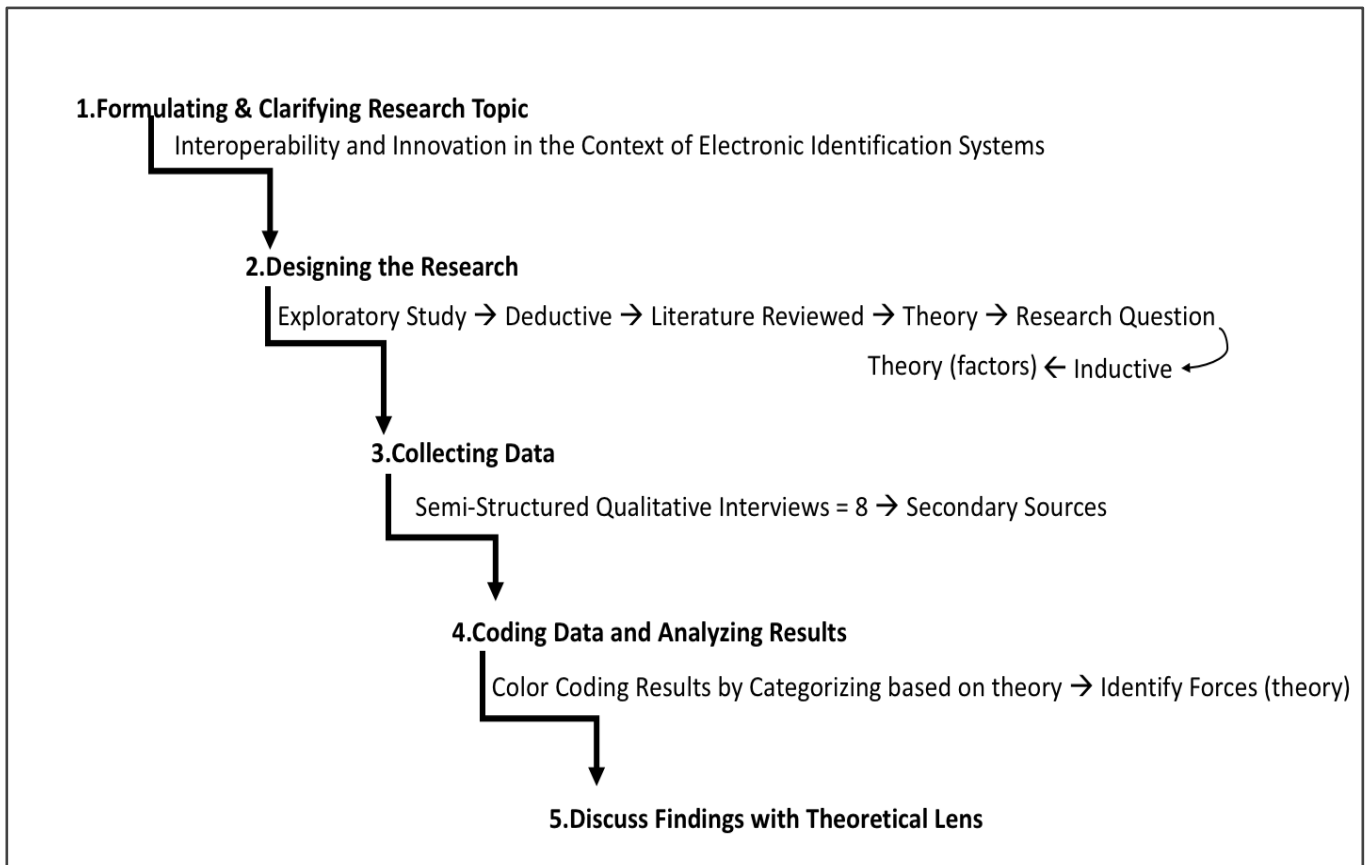 1.Formulating & Clarifying Research Topic
Interoperability and Innovation in the Context of Electronic Identification Systems
2.Designing the Research
Exploratory Study → Deductive → Literature Reviewed → Theory → Research Question
Theory (factors) ← Inductive
3.Collecting Data
Semi-Structured Qualitative Interviews = 8 → Secondary Sources
4.Coding Data and Analyzing Results
Color Coding Results by Categorizing based on theory → Identify Forces (theory)
5.Discuss Findings with Theoretical Lens